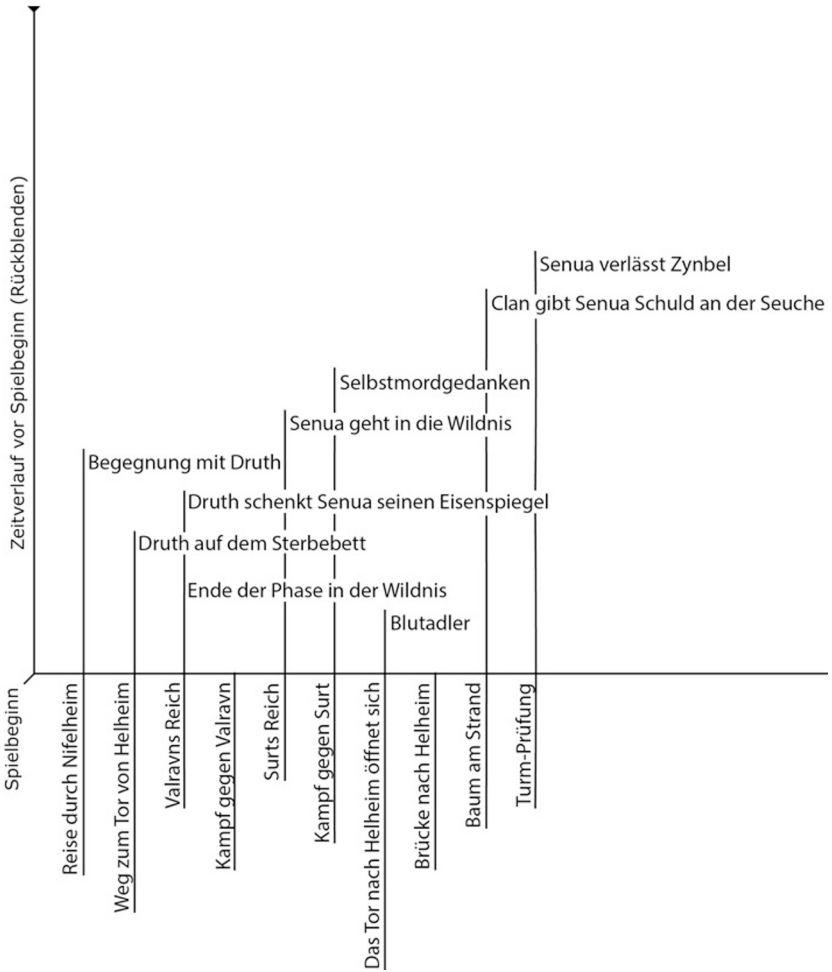 Zeitverlauf vor Spielbeginn (Rückblenden)
Senua verlässt Zynbel
Clan gibt Senua Schuld an der Seuche
Selbstmordgedanken
Senua geht in die Wildnis
Begegnung mit Druth
Druth schenkt Senua seinen Eisenspiegel
Druth auf dem Sterbebett
Ende der Phase in der Wildnis
Blutadler
Spielbeginn
Reise durch Nifelheim
Weg zum Tor von Helheim
Valravns Reich
Kampf gegen Valravn
Surts Reich
Kampf gegen Surt
Das Tor nach Helheim öffnet sich
Brücke nach Helheim
Baum am Strand
Turm-Prüfung